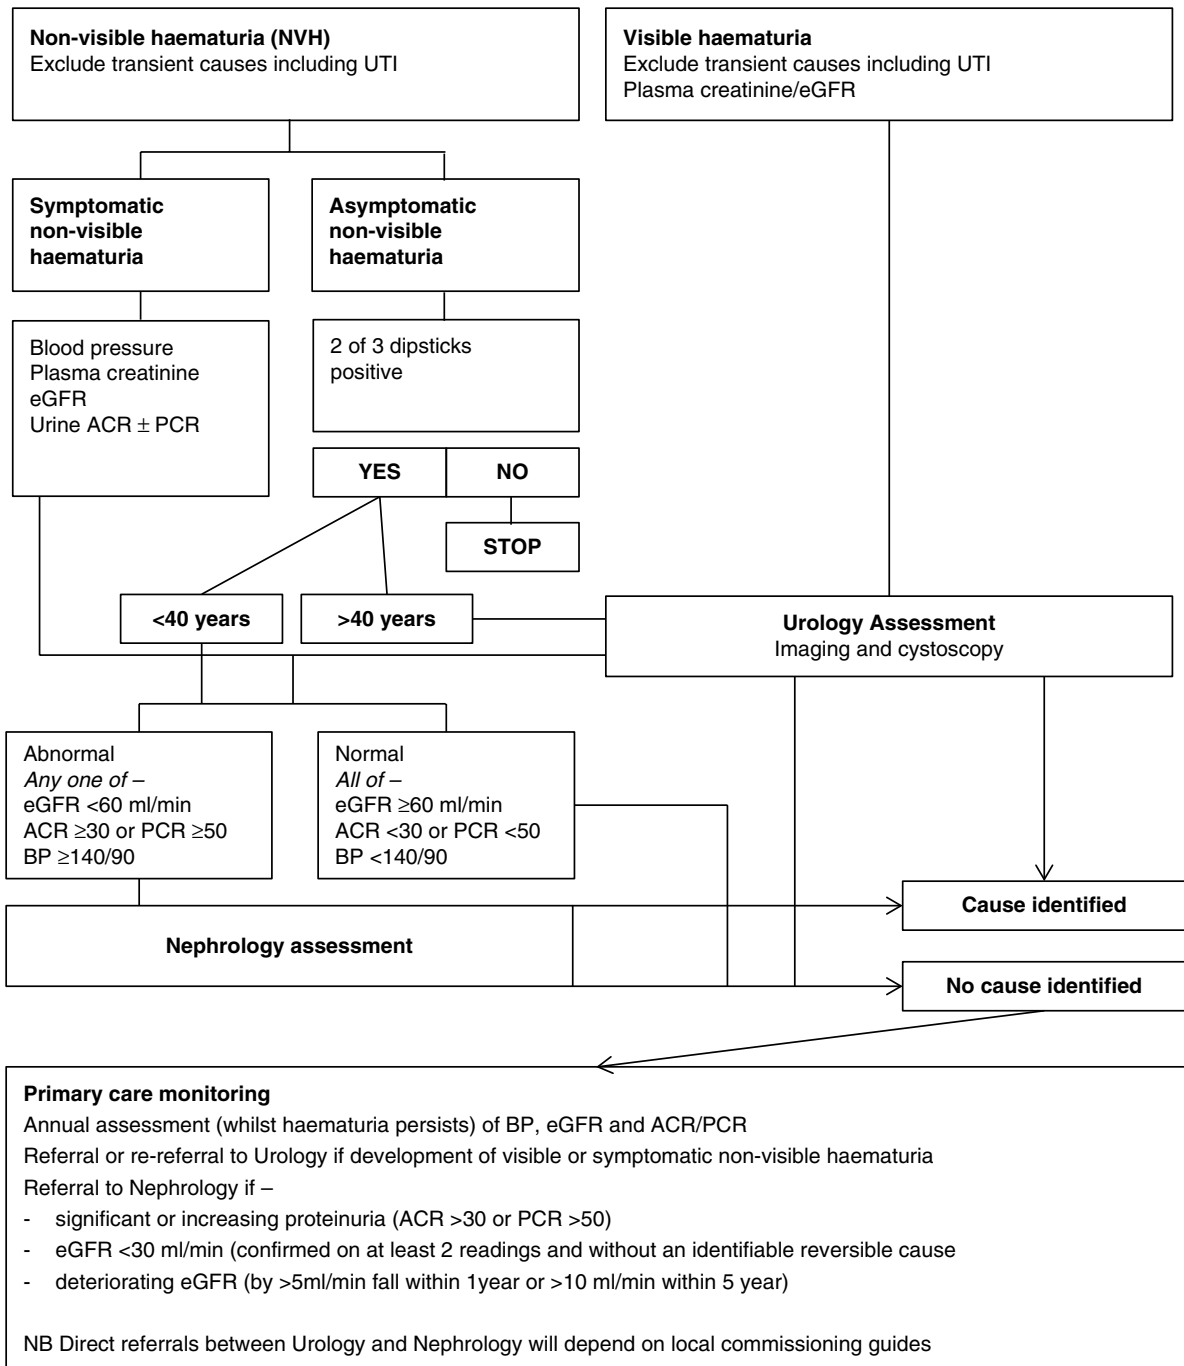 Non-visible haematuria (NVH)
Exclude transient causes including UTI
Visible haematuria
Exclude transient causes including UTI
Plasma creatinine/eGFR
Symptomatic
non-visible
haematuria
Asymptomatic
non-visible
haematuria
Blood pressure
Plasma creatinine
eGFR
Urine ACR ± PCR
2 of 3 dipsticks
positive
YES
NO
STOP
<40 years
>40 years
Urology Assessment
Imaging and cystoscopy
Abnormal
Any one of –
eGFR <60 ml/min
ACR ≥30 or PCR ≥50
BP ≥140/90
Normal
All of –
eGFR ≥60 ml/min
ACR <30 or PCR <50
BP <140/90
Cause identified
Nephrology assessment
No cause identified
Primary care monitoring
Annual assessment (whilst haematuria persists) of BP, eGFR and ACR/PCR
Referral or re-referral to Urology if development of visible or symptomatic non-visible haematuria
Referral to Nephrology if –
- significant or increasing proteinuria (ACR >30 or PCR >50)
- eGFR <30 ml/min (confirmed on at least 2 readings and without an identifiable reversible cause
- deteriorating eGFR (by >5ml/min fall within 1year or >10 ml/min within 5 year)
NB Direct referrals between Urology and Nephrology will depend on local commissioning guides